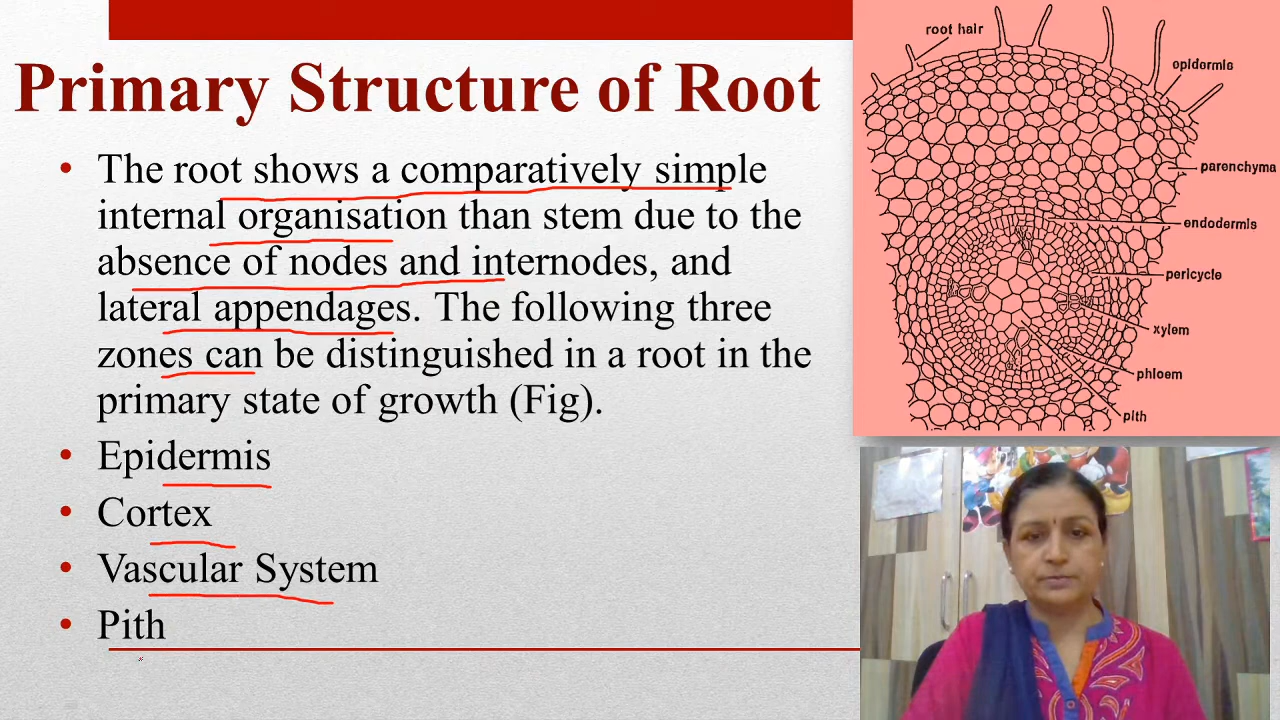 Primary Structure of Root
• The root shows a comparatively simple
internal organisation than stem due to the
absence of nodes and internodes, and
lateral appendages. The following three
zones can be distinguished in a root in the
primary state of growth (Fig).
• Epidermis
• Cortex
• Vascular System
• Pith
root hair
epidermis
parenchyma
endodermis
pericycle
xylem
phloem
pith